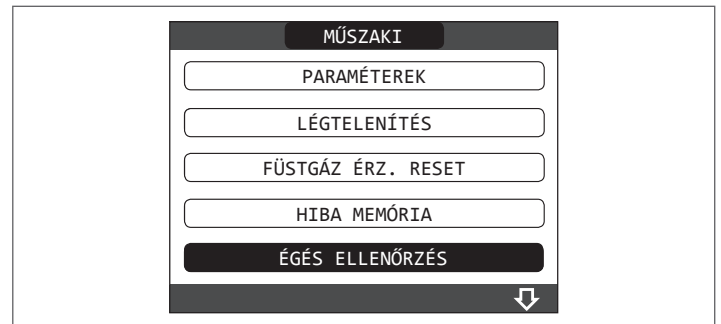 MŰSZAKI
PARAMÉTEREK
LÉGTELENÍTÉS
FÜSTGÁZ ÉRZ. RESET
HIBA MEMÓRIA
ÉGÉS ELLENŐRZÉS